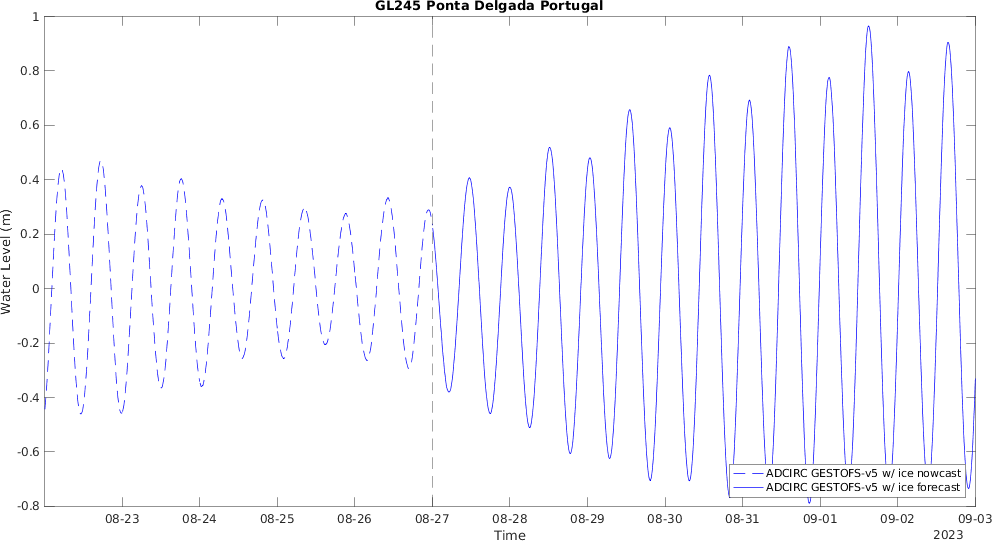 GL245 Ponta Delgada Portugal
1
0.8
0.6
0.4
0.2
0
-0.2
-0.4
-0.6
-0.8
Water Level (m)
ADCIRC GESTOFS-v5 w/ ice nowcast
ADCIRC GESTOFS-v5 w/ ice forecast
08-23 08-24 08-25 08-26 08-27 08-28 08-29 08-30 08-31 09-01 09-02 09-03
Time
2023